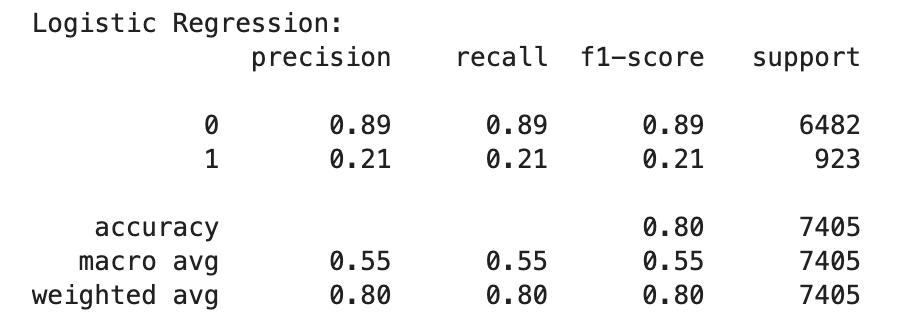 Logistic Regression:
precision recall f1-score support
0 0.89 0.89 0.89 6482
1 0.21 0.21 0.21 923
accuracy 0.80 7405
macro avg 0.55 0.55 0.55 7405
weighted avg 0.80 0.80 0.80 7405